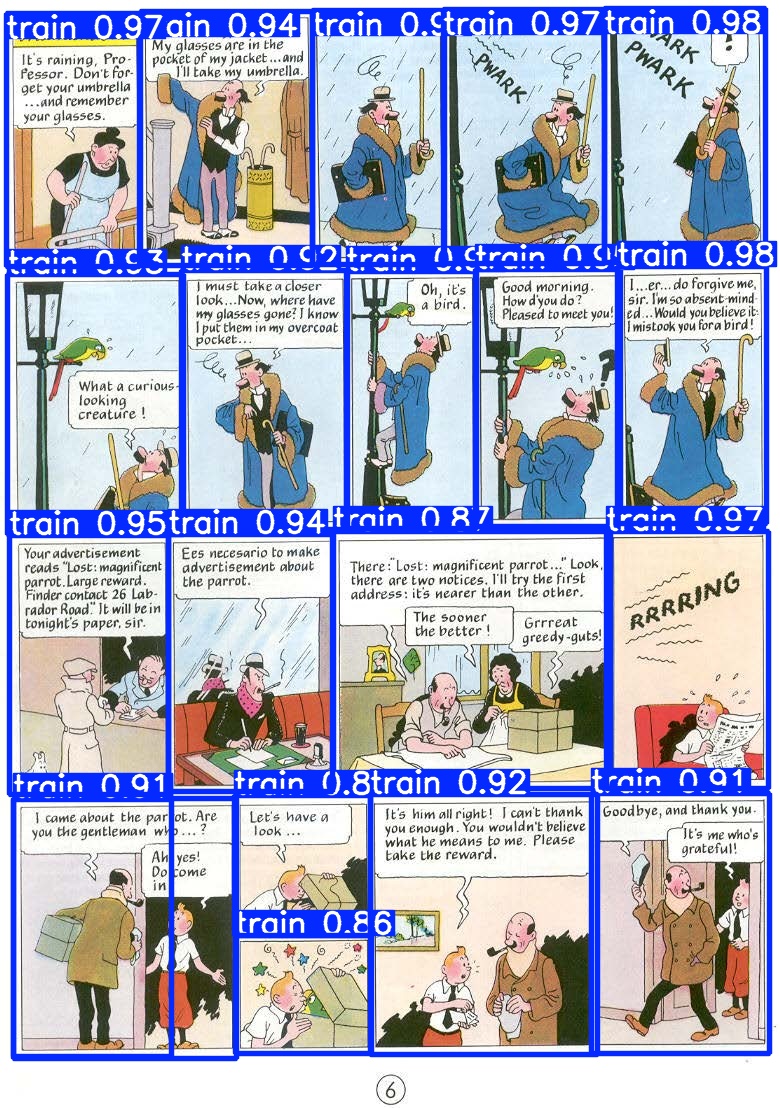 train 0.97
ain 0.94
train 0.9
train 0.97
train 0.98
It's raining, Pro-
fessor. Don't for-
get your umbrella
...and remember
your glasses.
My glasses are in the
pocket of my jacket...and
I'll take my umbrella.
PWARK
PWARK
!
train 0.93
train 0.92
train 0.9
train 0.9
train 0.98
What a curious-
looking
creature!
I must take a closer
look...Now, where have
my glasses gone? I know
I put them in my overcoat
pocket...
Oh, it's
a bird.
Good morning.
How d'you do?
Pleased to meet you!
?
I...er...do forgive me,
sir. I'm so absent-mind-
ed...Would you believe it:
I mistook you for a bird!
train 0.95
train 0.94
train 0.87
train 0.97
Your advertisement
reads "Lost: magnificent
parrot. Large reward.
Finder contact 26 Lab-
rador Road." It will be in
tonight's paper, sir.
Ees necesario to make
advertisement about
the parrot.
There: "Lost: magnificent parrot..." Look,
there are two notices. I'll try the first
address: it's nearer than the other.
The sooner
the better!
Grrreat
greedy-guts!
RRRRING
train 0.91
train 0.8
train 0.92
train 0.91
I came about the parrot. Are
you the gentleman who...?
Ah yes!
Do come
in
Let's have a
look...
train 0.86
It's him all right! I can't thank
you enough. You wouldn't believe
what he means to me. Please
take the reward.
Goodbye, and thank you.
It's me who's
grateful!
6